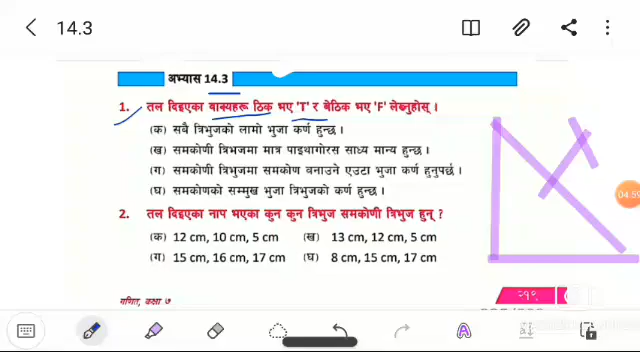 14.3
अभ्यास 14.3
1. तल दिइएका वाक्यहरू ठिक भए 'T' र बेठिक भए 'F' लेख्नुहोस् ।
(क) सबै त्रिभुजको लामो भुजा कर्ण हुन्छ ।
(ख) समकोणी त्रिभजमा मात्र पाइथागोरस साध्य मान्य हुन्छ ।
(ग) समकोणी त्रिभुजमा समकोण बनाउने एउटा भुजा कर्ण हुनुपर्छ ।
(घ) समकोणको सम्मुख भुजा त्रिभुजको कर्ण हुन्छ ।
2. तल दिइएका नाप भएका कुन कुन त्रिभुज समकोणी त्रिभुज हुन् ?
(क) 12 cm, 10 cm, 5 cm (ख) 13 cm, 12 cm, 5 cm
(ग) 15 cm, 16 cm, 17 cm (घ) 8 cm, 15 cm, 17 cm
04:59
गणित, कक्षा ७
२१९